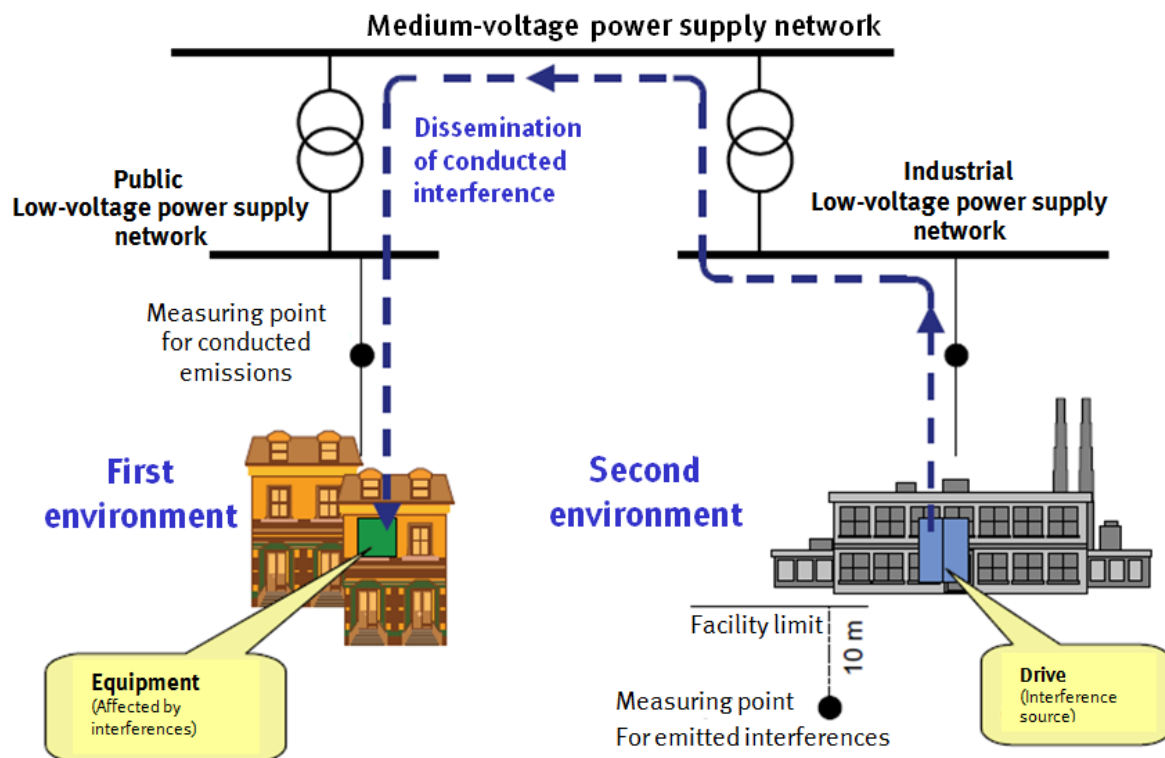 Medium-voltage power supply network
Dissemination
of conducted
interference
Public
Low-voltage power supply
network
Industrial
Low-voltage power supply
network
Measuring point
for conducted
emissions
First
environment
Second
environment
Facility limit
10 m
Measuring point
For emitted interferences
Equipment
(Affected by
interferences)
Drive
(Interference
source)